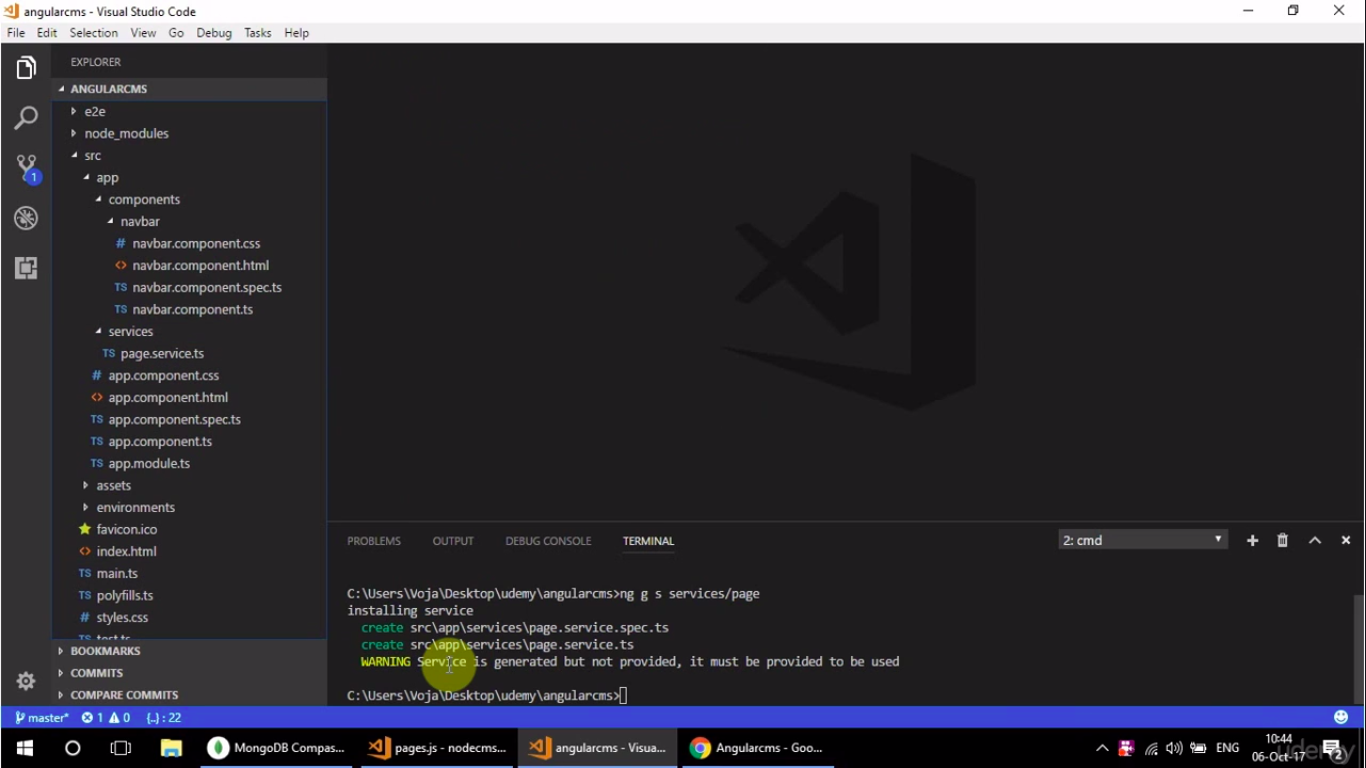 angularcms - Visual Studio Code
File Edit Selection View Go Debug Tasks Help
EXPLORER
ANGULARCMS
e2e
node_modules
src
app
components
navbar
# navbar.component.css
<> navbar.component.html
TS navbar.component.spec.ts
TS navbar.component.ts
services
TS page.service.ts
# app.component.css
<> app.component.html
TS app.component.spec.ts
TS app.component.ts
TS app.module.ts
assets
environments
favicon.ico
<> index.html
TS main.ts
TS polyfills.ts
# styles.css
TS test.ts
BOOKMARKS
COMMITS
COMPARE COMMITS
1
PROBLEMS OUTPUT DEBUG CONSOLE TERMINAL 2: cmd
C:\Users\Voja\Desktop\udemy\angularcms>ng g s services/page
installing service
create src\app\services\page.service.spec.ts
create src\app\services\page.service.ts
WARNING Service is generated but not provided, it must be provided to be used
C:\Users\Voja\Desktop\udemy\angularcms>
master* 1 0 {..} : 22
MongoDB Compas... pages.js - nodecms... angularcms - Visua... Angularcms - Goo... ENG 10:44
06-Oct-17 2
udemy